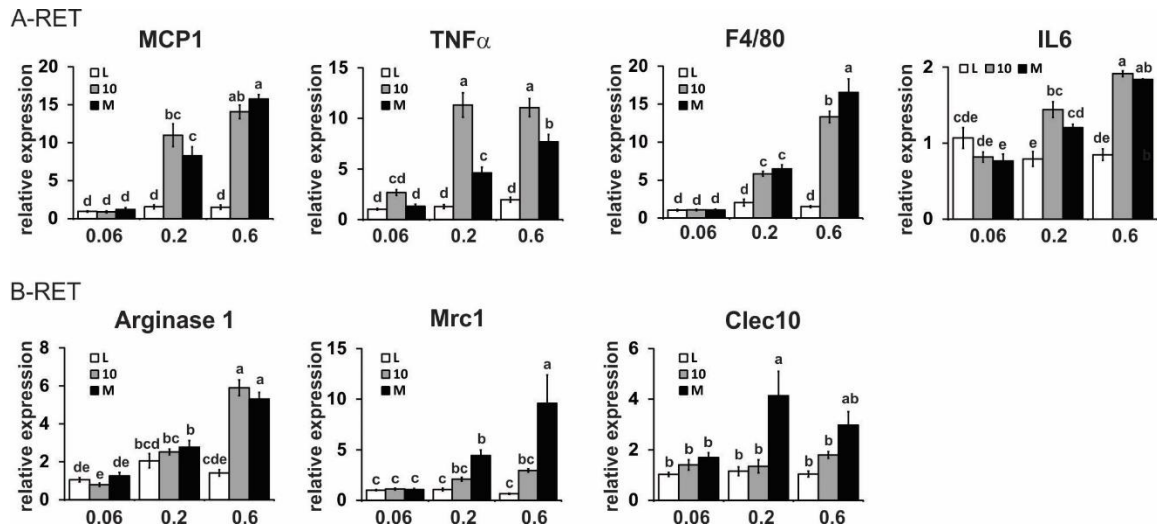 A-RET
MCP1
relative expression
20
15
10
5
0
L
10
M
d d d
d bc c
d ab a
0.06 0.2 0.6
TNFα
relative expression
15
10
5
0
L
10
M
d cd d
d a c
d a b
0.06 0.2 0.6
F4/80
relative expression
20
15
10
5
0
L
10
M
d d d
d c c
d b a
0.06 0.2 0.6
IL6
relative expression
2
1
0
L 10 M
cde de e
e bc cd
de a ab
b
0.06 0.2 0.6
B-RET
Arginase 1
relative expression
8
6
4
2
0
L
10
M
de e de
bcd bc b
cde a a
0.06 0.2 0.6
Mrc1
relative expression
15
10
5
0
L
10
M
c c c
c bc b
c bc a
0.06 0.2 0.6
Clec10
relative expression
6
4
2
0
L
10
M
b b b
b b a
b b ab
0.06 0.2 0.6